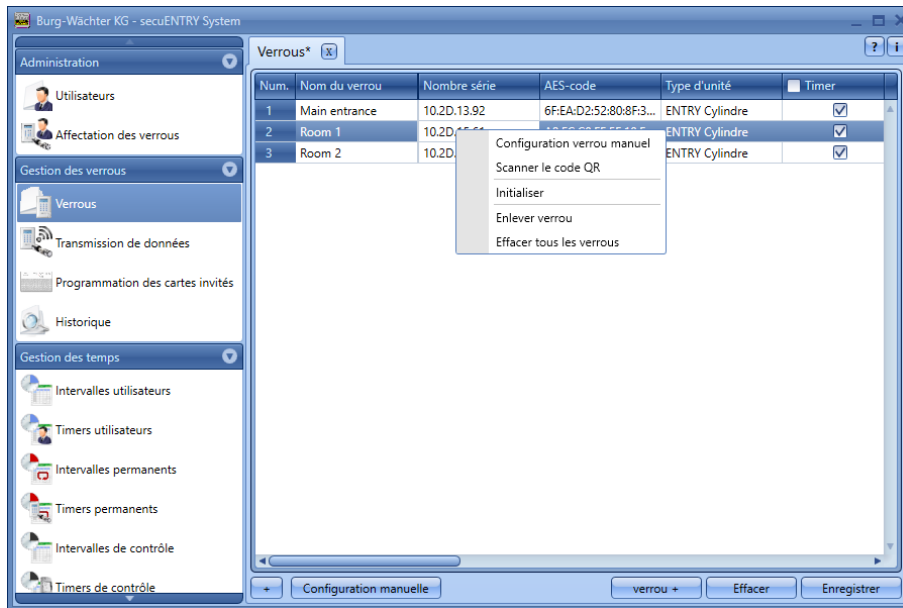 Burg-Wächter KG - secuENTRY System
Administration
Utilisateurs
Affectation des verrous
Gestion des verrous
Verrous
Transmission de données
Programmation des cartes invités
Historique
Gestion des temps
Intervalles utilisateurs
Timers utilisateurs
Intervalles permanents
Timers permanents
Intervalles de contrôle
Timers de contrôle
Verrous* x
? i
Num. Nom du verrou Nombre série AES-code Type d'unité Timer
1 Main entrance 10.2D.13.92 6F:EA:D2:52:80:8F:3... ENTRY Cylindre
2 Room 1 ENTRY Cylindre
3 Room 2 10.2D. ENTRY Cylindre
Configuration verrou manuel
Scanner le code QR
Initialiser
Enlever verrou
Effacer tous les verrous
+ Configuration manuelle verrou + Effacer Enregistrer